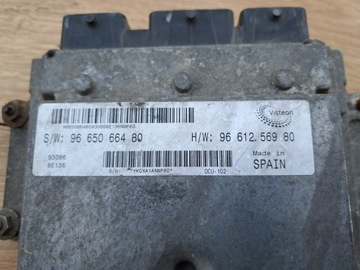 Visteon
S/W: 96 650 664 80
H/W: 96 612 569 80
93086
BE136
Made in
SPAIN
S/N:
DCU-102